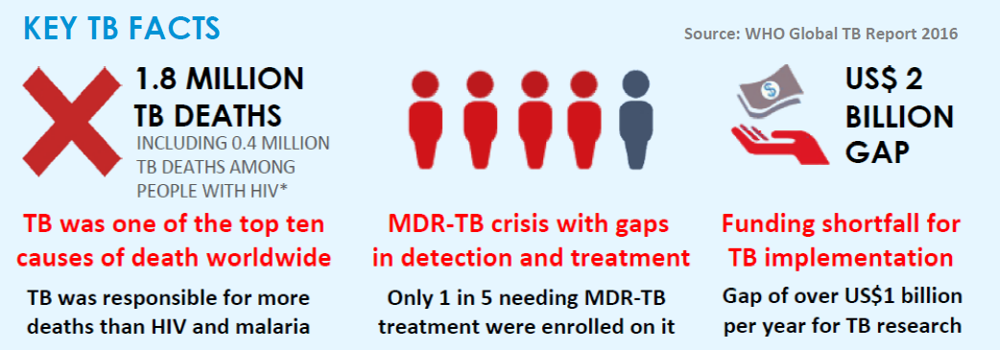 KEY TB FACTS
Source: WHO Global TB Report 2016
1.8 MILLION
TB DEATHS
INCLUDING 0.4 MILLION
TB DEATHS AMONG
PEOPLE WITH HIV*
TB was one of the top ten
causes of death worldwide
TB was responsible for more
deaths than HIV and malaria
MDR-TB crisis with gaps
in detection and treatment
Only 1 in 5 needing MDR-TB
treatment were enrolled on it
$
US$ 2
BILLION
GAP
Funding shortfall for
TB implementation
Gap of over US$1 billion
per year for TB research